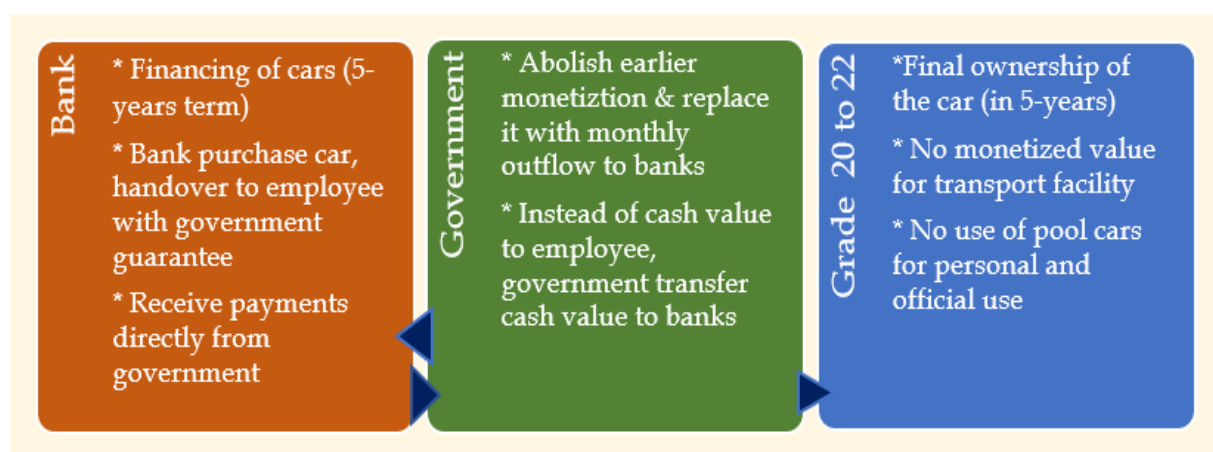 Bank
* Financing of cars (5-
years term)
* Bank purchase car,
handover to employee
with government
guarantee
* Receive payments
directly from
government
Government
* Abolish earlier
monetiztion & replace
it with monthly
outflow to banks
* Instead of cash value
to employee,
government transfer
cash value to banks
Grade 20 to 22
*Final ownership of
the car (in 5-years)
* No monetized value
for transport facility
* No use of pool cars
for personal and
official use